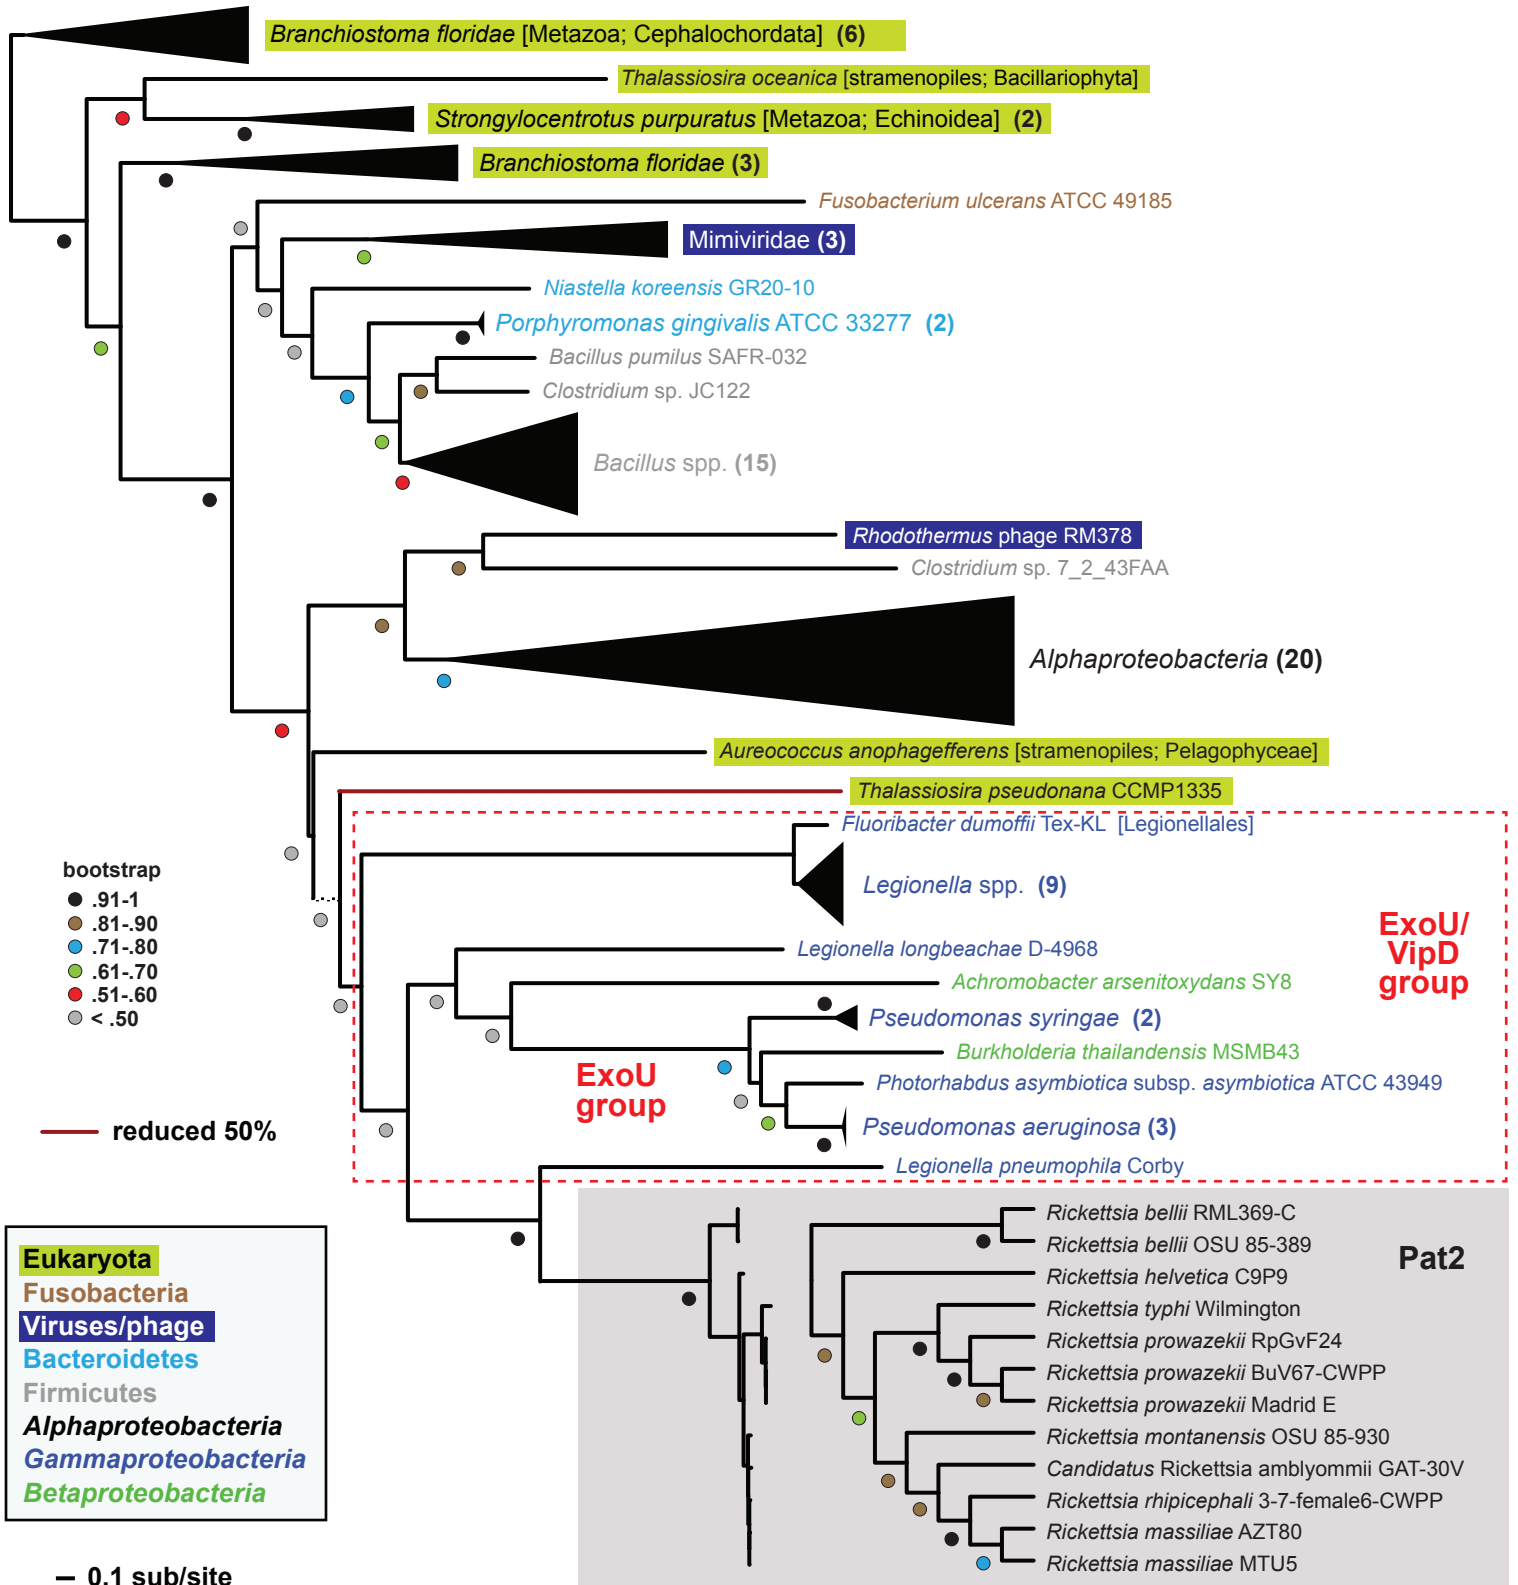 Branchiostoma floridae [Metazoa; Cephalochordata] (6)
Thalassiosira oceanica [stramenopiles; Bacillariophyta]
Strongylocentrotus purpuratus [Metazoa; Echinoidea] (2)
Branchiostoma floridae (3)
Fusobacterium ulcerans ATCC 49185
Mimiviridae (3)
Niastella koreensis GR20-10
Porphyromonas gingivalis ATCC 33277 (2)
Bacillus pumilus SAFR-032
Clostridium sp. JC122
Bacillus spp. (15)
Rhodothermus phage RM378
Clostridium sp. 7_2_43FAA
Alphaproteobacteria (20)
Aureococcus anophagefferens [stramenopiles; Pelagophyceae]
Thalassiosira pseudonana CCMP1335
Fluoribacter dumoffii Tex-KL [Legionellales]
Legionella spp. (9)
Legionella longbeachae D-4968
Achromobacter arsenitoxydans SY8
Pseudomonas syringae (2)
Burkholderia thailandensis MSMB43
Photorhabdus asymbiotica subsp. asymbiotica ATCC 43949
Pseudomonas aeruginosa (3)
Legionella pneumophila Corby
ExoU/
VipD
group
ExoU
group
bootstrap
.91-1
.81-.90
.71-.80
.61-.70
.51-.60
< .50
reduced 50%
Eukaryota
Fusobacteria
Viruses/phage
Bacteroidetes
Firmicutes
Alphaproteobacteria
Gammaproteobacteria
Betaproteobacteria
0.1 sub/site
Pat2
Rickettsia bellii RML369-C
Rickettsia bellii OSU 85-389
Rickettsia helvetica C9P9
Rickettsia typhi Wilmington
Rickettsia prowazekii RpGvF24
Rickettsia prowazekii BuV67-CWPP
Rickettsia prowazekii Madrid E
Rickettsia montanensis OSU 85-930
Candidatus Rickettsia amblyommii GAT-30V
Rickettsia rhipicephali 3-7-female6-CWPP
Rickettsia massiliae AZT80
Rickettsia massiliae MTU5